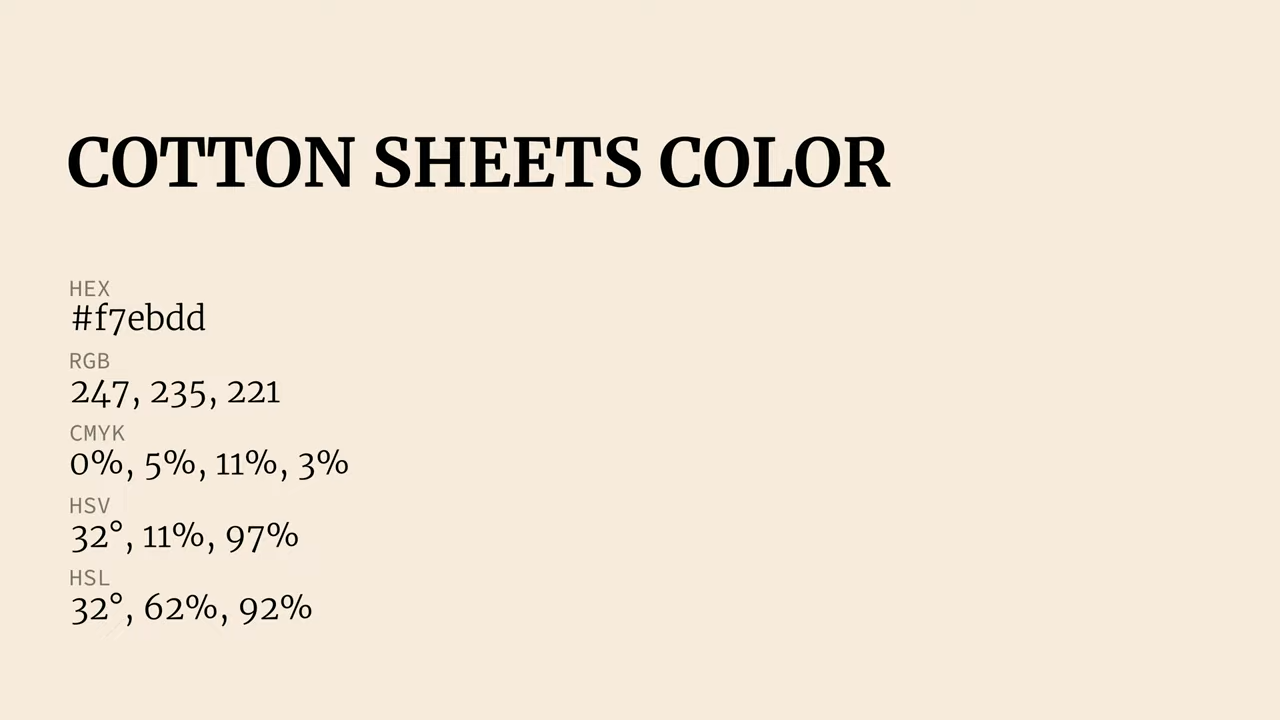 COTTON SHEETS COLOR
HEX
#f7ebdd
RGB
247, 235, 221
CMYK
0%, 5%, 11%, 3%
HSV
32°, 11%, 97%
HSL
32°, 62%, 92%